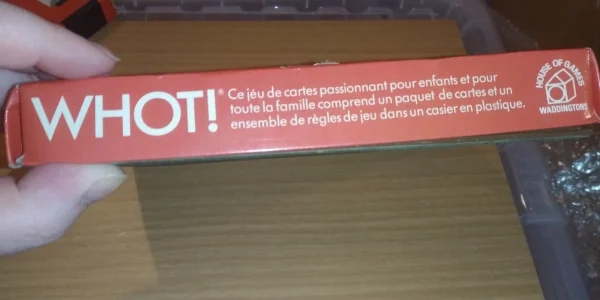 WHOT!®
Ce jéu de cartes passionnant pour enfants et pour
toute la famille comprend un paquet de cartes et un
ensemble de règles de jeu dans un casier en plastique.
HOUSE OF GAMES
WADDINGTONS